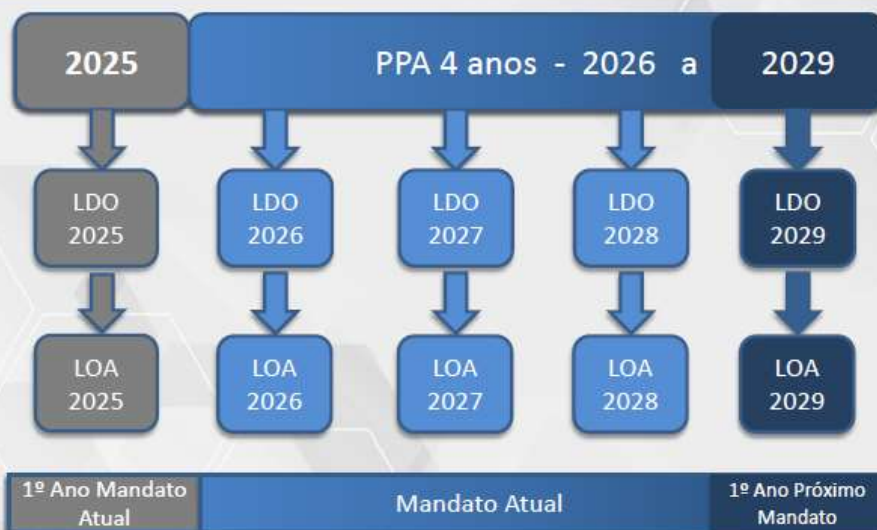 2025
PPA 4 anos - 2026 a 2029
LDO
2025
LDO
2026
LDO
2027
LDO
2028
LDO
2029
LOA
2025
LOA
2026
LOA
2027
LOA
2028
LOA
2029
1º Ano Mandato
Atual
Mandato Atual
1º Ano Próximo
Mandato